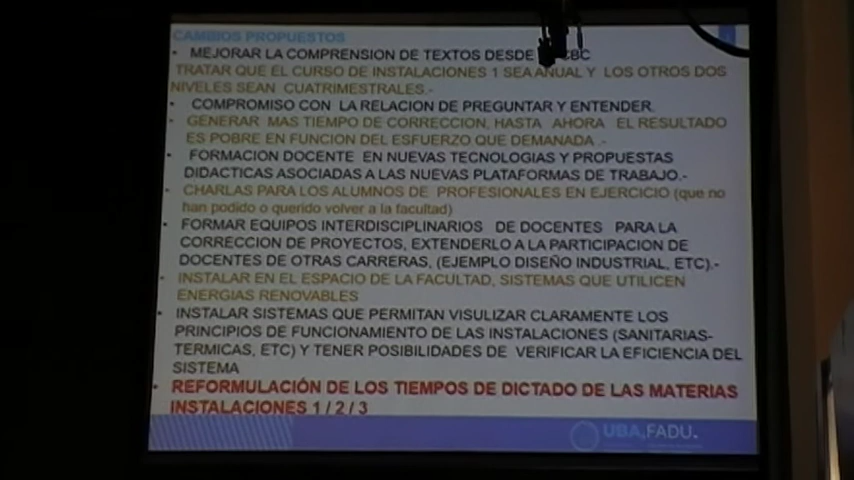 CAMBIOS PROPUESTOS
• MEJORAR LA COMPRENSION DE TEXTOS DESDE CBC
TRATAR QUE EL CURSO DE INSTALACIONES 1 SEA ANUAL Y LOS OTROS DOS
NIVELES SEAN CUATRIMESTRALES.-
• COMPROMISO CON LA RELACION DE PREGUNTAR Y ENTENDER.
• GENERAR MAS TIEMPO DE CORRECCION, HASTA AHORA EL RESULTADO
ES POBRE EN FUNCION DEL ESFUERZO QUE DEMANADA .-
• FORMACION DOCENTE EN NUEVAS TECNOLOGIAS Y PROPUESTAS
DIDACTICAS ASOCIADAS A LAS NUEVAS PLATAFORMAS DE TRABAJO.-
• CHARLAS PARA LOS ALUMNOS DE PROFESIONALES EN EJERCICIO (que no
han podido o querido volver a la facultad)
• FORMAR EQUIPOS INTERDISCIPLINARIOS DE DOCENTES PARA LA
CORRECCION DE PROYECTOS, EXTENDERLO A LA PARTICIPACION DE
DOCENTES DE OTRAS CARRERAS, (EJEMPLO DISEÑO INDUSTRIAL, ETC).-
• INSTALAR EN EL ESPACIO DE LA FACULTAD, SISTEMAS QUE UTILICEN
ENERGIAS RENOVABLES
• INSTALAR SISTEMAS QUE PERMITAN VISULIZAR CLARAMENTE LOS
PRINCIPIOS DE FUNCIONAMIENTO DE LAS INSTALACIONES (SANITARIAS-
TERMICAS, ETC) Y TENER POSIBILIDADES DE VERIFICAR LA EFICIENCIA DEL
SISTEMA
• REFORMULACIÓN DE LOS TIEMPOS DE DICTADO DE LAS MATERIAS
INSTALACIONES 1 / 2 / 3
UBA,FADU.